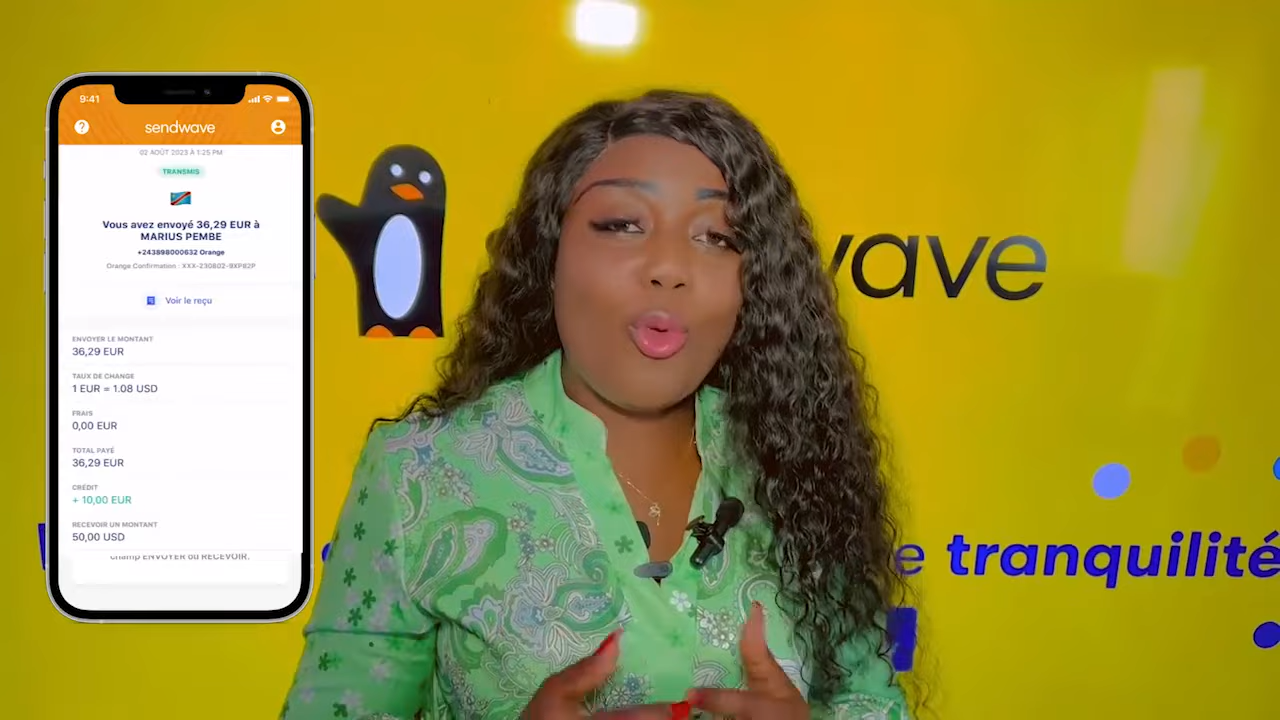 9:41
sendwave
02 AOÛT 2023 À 1:25 PM
TRANSMIS
Vous avez envoyé 36,29 EUR à
MARIUS PEMBE
+243898000632 Orange
Orange Confirmation : XXX-230802-9XP82P
Voir le reçu
ENVOYER LE MONTANT
36,29 EUR
TAUX DE CHANGE
1 EUR = 1.08 USD
FRAIS
0,00 EUR
TOTAL PAYÉ
36,29 EUR
CRÉDIT
+ 10,00 EUR
RECEVOIR UN MONTANT
50,00 USD
champ ENVOYER ou RECEVOIR.
wave
e tranquilité